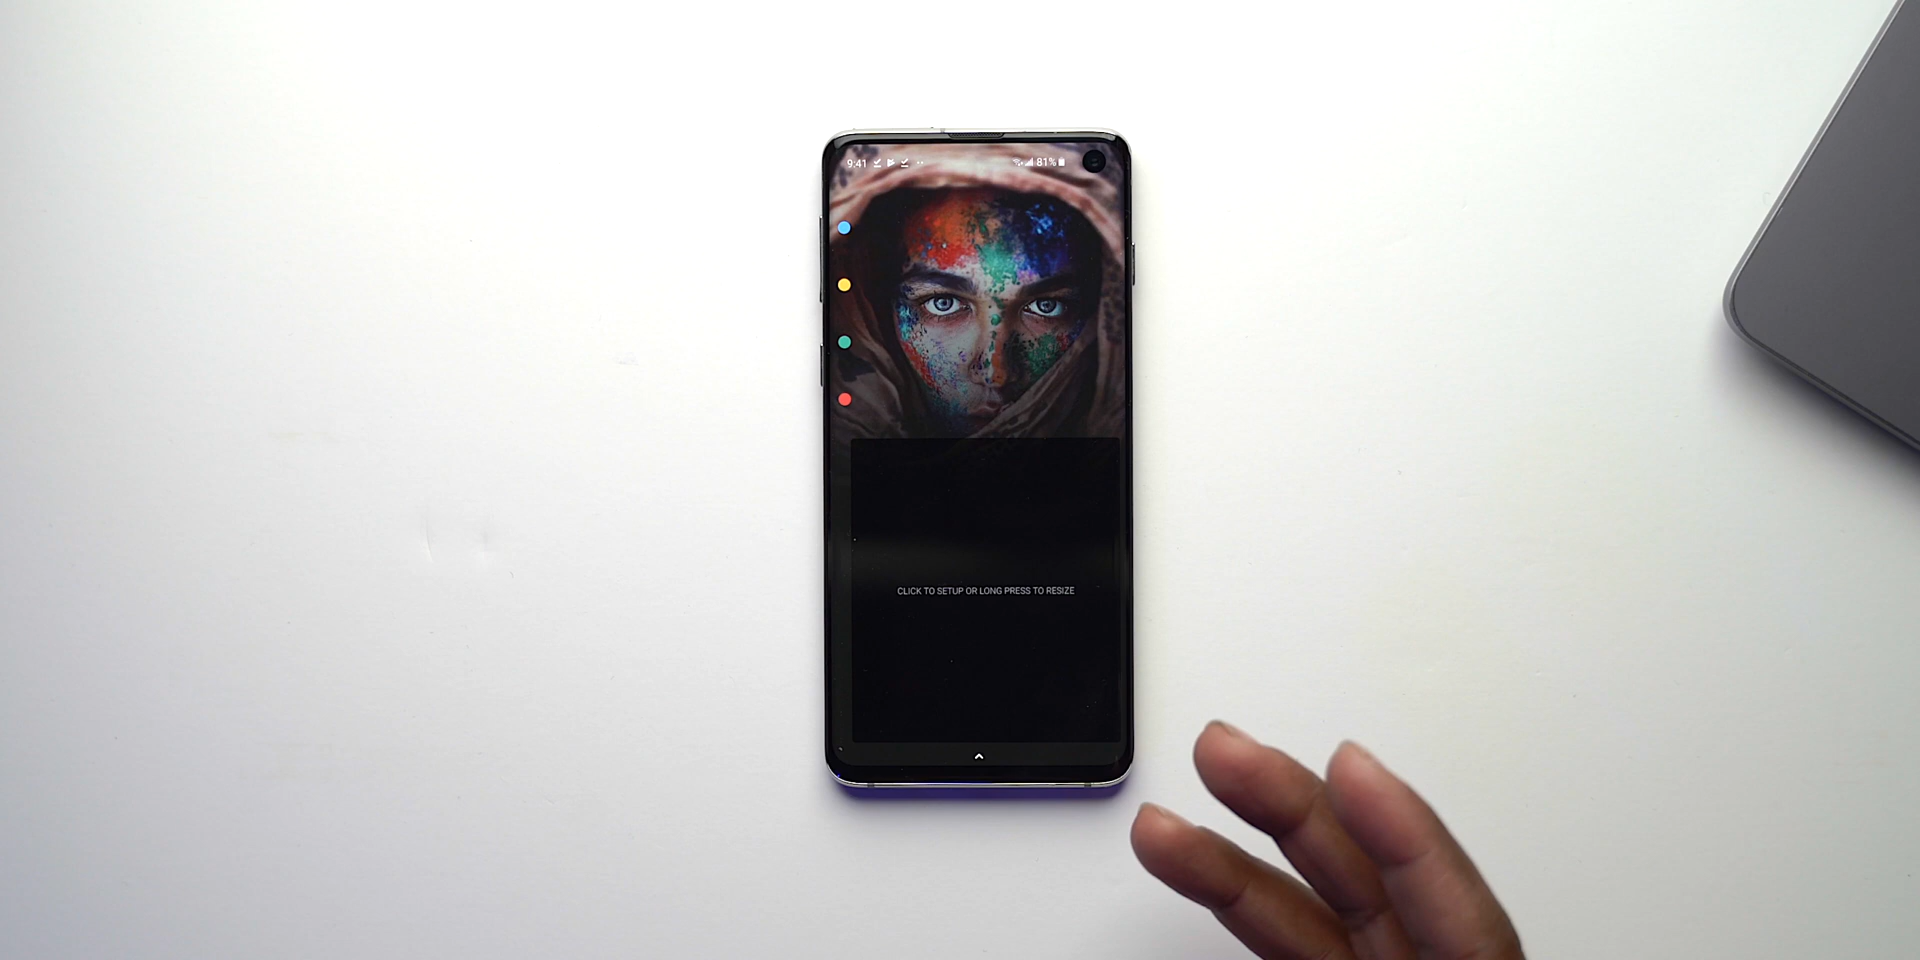 9:41 81%
CLICK TO SETUP OR LONG PRESS TO RESIZE